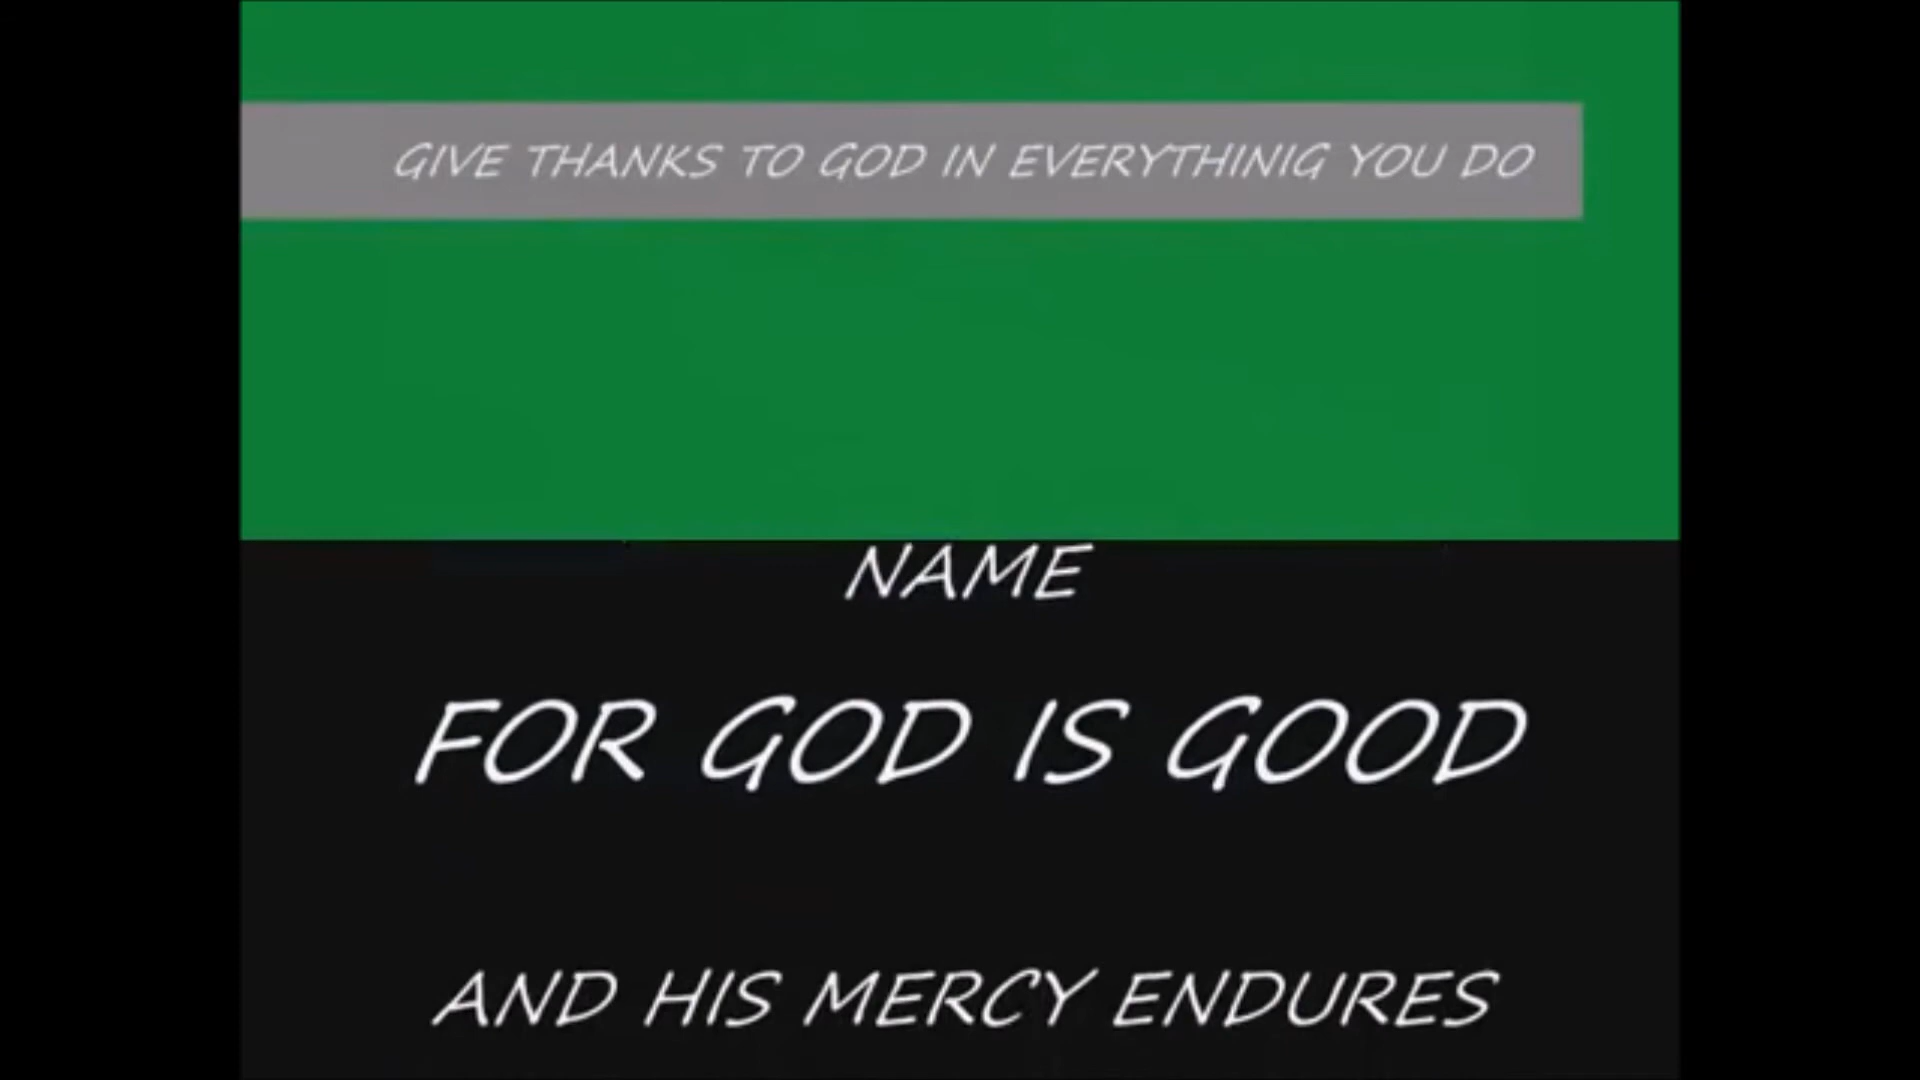 GIVE THANKS TO GOD IN EVERYTHINIG YOU DO
NAME
FOR GOD IS GOOD
AND HIS MERCY ENDURES